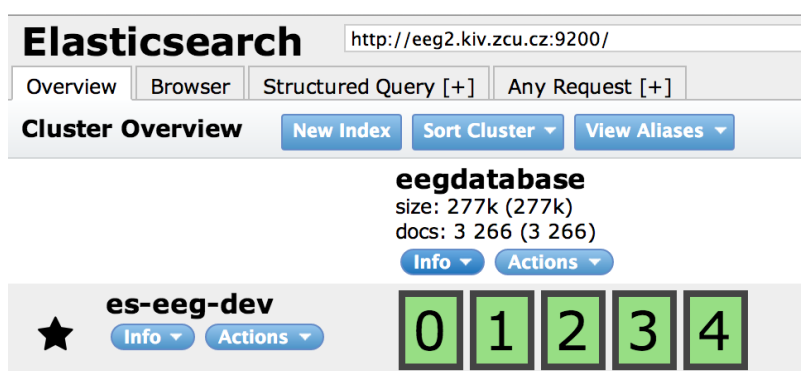 Elasticsearch http://eeg2.kiv.zcu.cz:9200/
Overview Browser Structured Query [+] Any Request [+]
Cluster Overview New Index Sort Cluster View Aliases
eegdatabase
size: 277k (277k)
docs: 3 266 (3 266)
Info Actions
es-eeg-dev
Info Actions
0 1 2 3 4